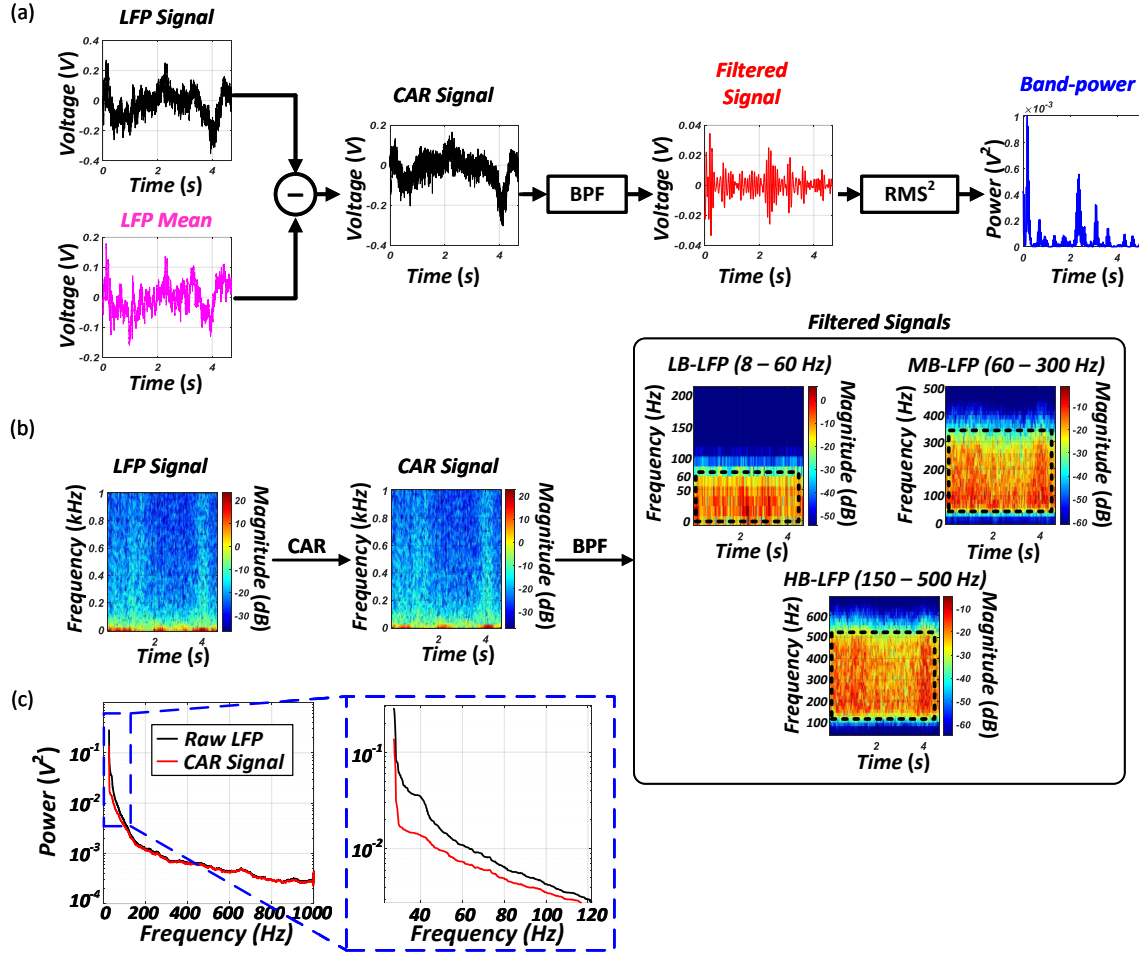 (a)
LFP Signal
0.4
0.2
0
-0.2
-0.4
0 2 4
Voltage (V)
Time (s)
LFP Mean
0.2
0.1
0
-0.1
-0.2
0 2 4
Voltage (V)
Time (s)
−
CAR Signal
0.2
0
-0.2
-0.4
0 2 4
Voltage (V)
Time (s)
BPF
Filtered
Signal
0.04
0.02
0
-0.02
-0.04
0 2 4
Voltage (V)
Time (s)
RMS²
Band-power
1 ×10⁻³
0.8
0.6
0.4
0.2
0
0 2 4
Power (V²)
Time (s)
(b)
LFP Signal
1
0.8
0.6
0.4
0.2
0
2 4
Frequency (kHz)
Time (s)
20
10
0
-10
-20
-30
Magnitude (dB)
CAR
CAR Signal
1
0.8
0.6
0.4
0.2
0
2 4
Frequency (kHz)
Time (s)
20
10
0
-10
-20
-30
Magnitude (dB)
BPF
Filtered Signals
LB-LFP (8 – 60 Hz)
200
150
100
60
50
0
2 4
Frequency (Hz)
Time (s)
0
-10
-20
-30
-40
-50
Magnitude (dB)
MB-LFP (60 – 300 Hz)
500
400
300
200
100
50
0
2 4
Frequency (Hz)
Time (s)
-10
-20
-30
-40
-50
-60
Magnitude (dB)
HB-LFP (150 – 500 Hz)
600
500
400
300
200
100
2 4
Frequency (Hz)
Time (s)
-10
-20
-30
-40
-50
-60
Magnitude (dB)
(c)
10⁻¹
10⁻²
10⁻³
10⁻⁴
0 200 400 600 800 1000
Power (V²)
Frequency (Hz)
Raw LFP
CAR Signal
10⁻¹
10⁻²
40 60 80 100 120
Frequency (Hz)